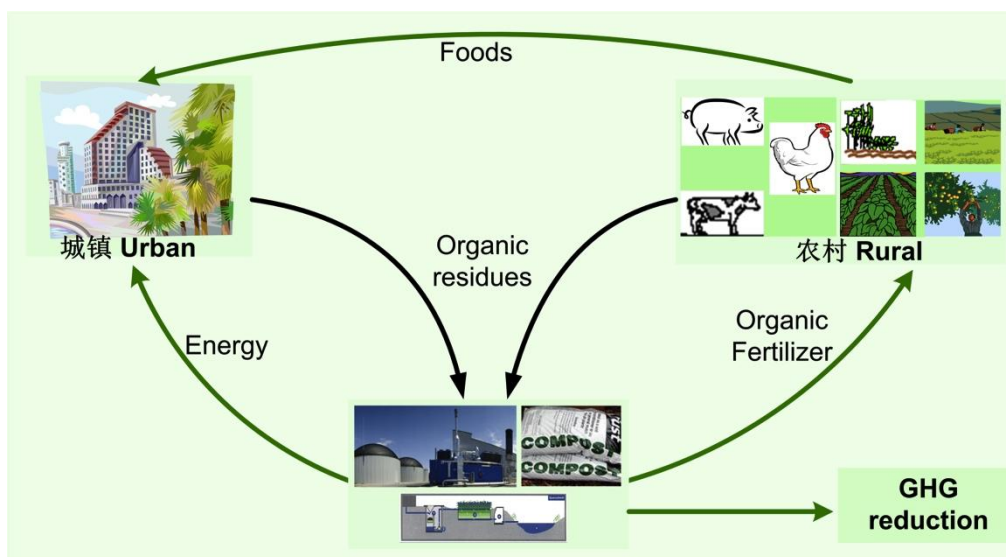 Foods
城镇 Urban
农村 Rural
Organic
residues
Energy
Organic
Fertilizer
COMPOST
COMPOST
GHG
reduction